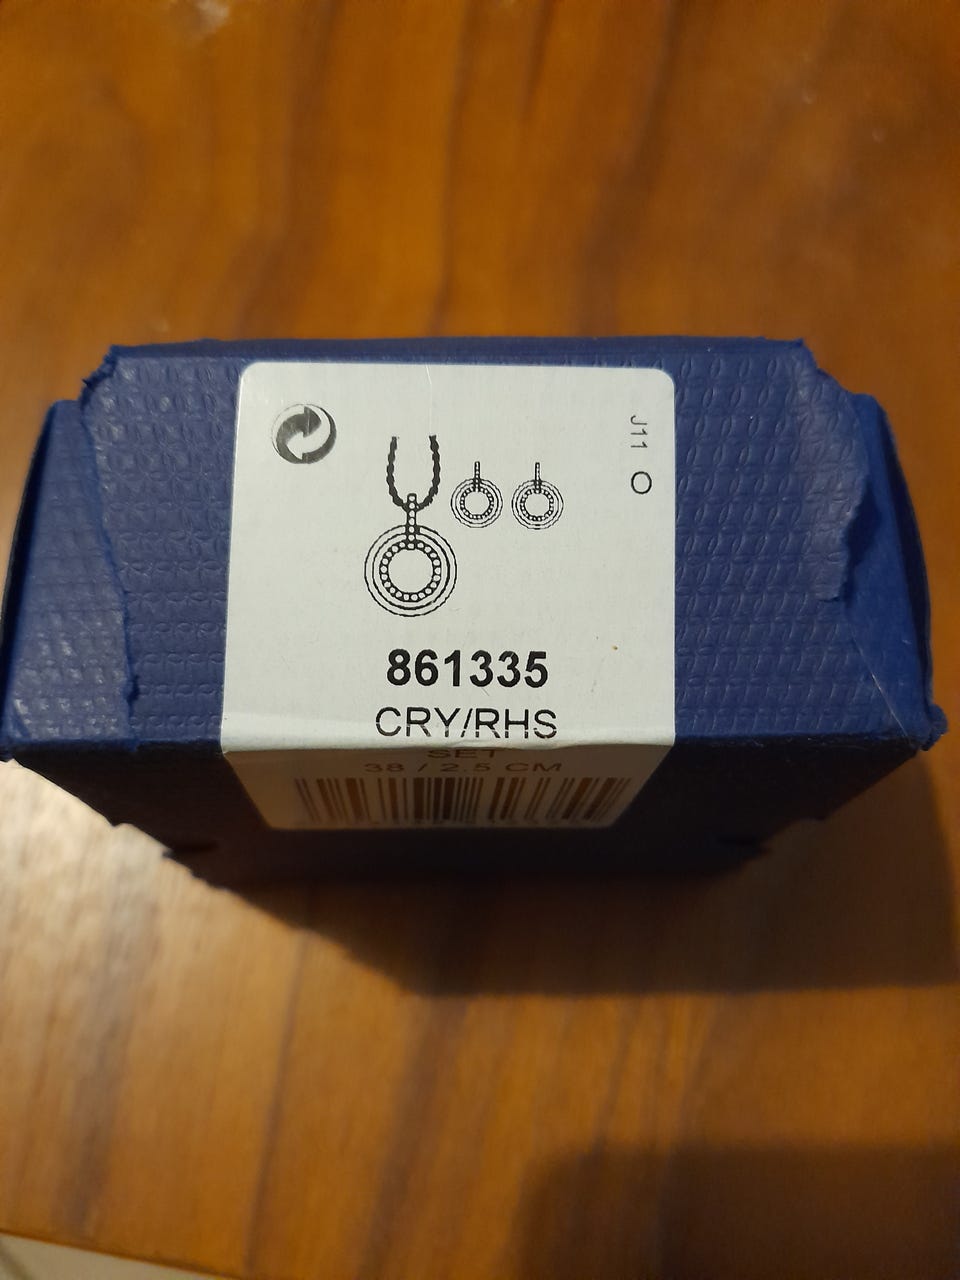 J11 O
861335
CRY/RHS
SET
38 / 2.5 CM